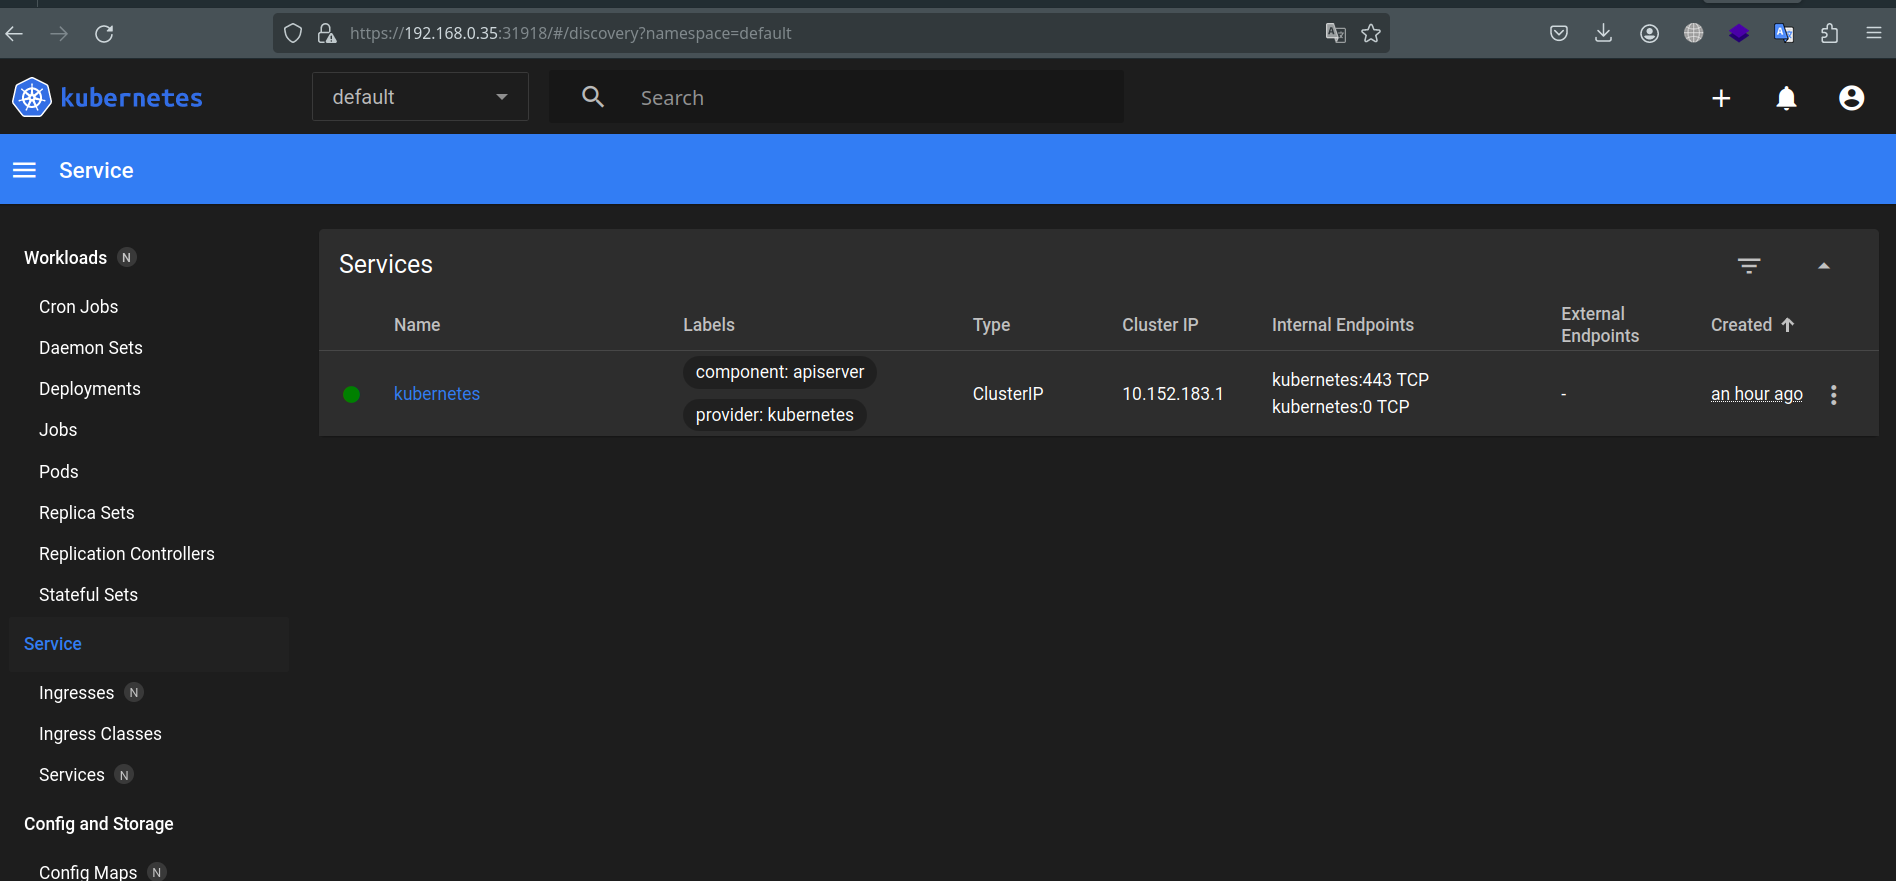 https://192.168.0.35:31918/#/discovery?namespace=default
kubernetes
default
Search
Service
Workloads N
Cron Jobs
Daemon Sets
Deployments
Jobs
Pods
Replica Sets
Replication Controllers
Stateful Sets
Service
Ingresses N
Ingress Classes
Services N
Config and Storage
Config Maps N
Services
Name Labels Type Cluster IP Internal Endpoints External Endpoints Created
kubernetes component: apiserver provider: kubernetes ClusterIP 10.152.183.1 kubernetes:443 TCP kubernetes:0 TCP - an hour ago